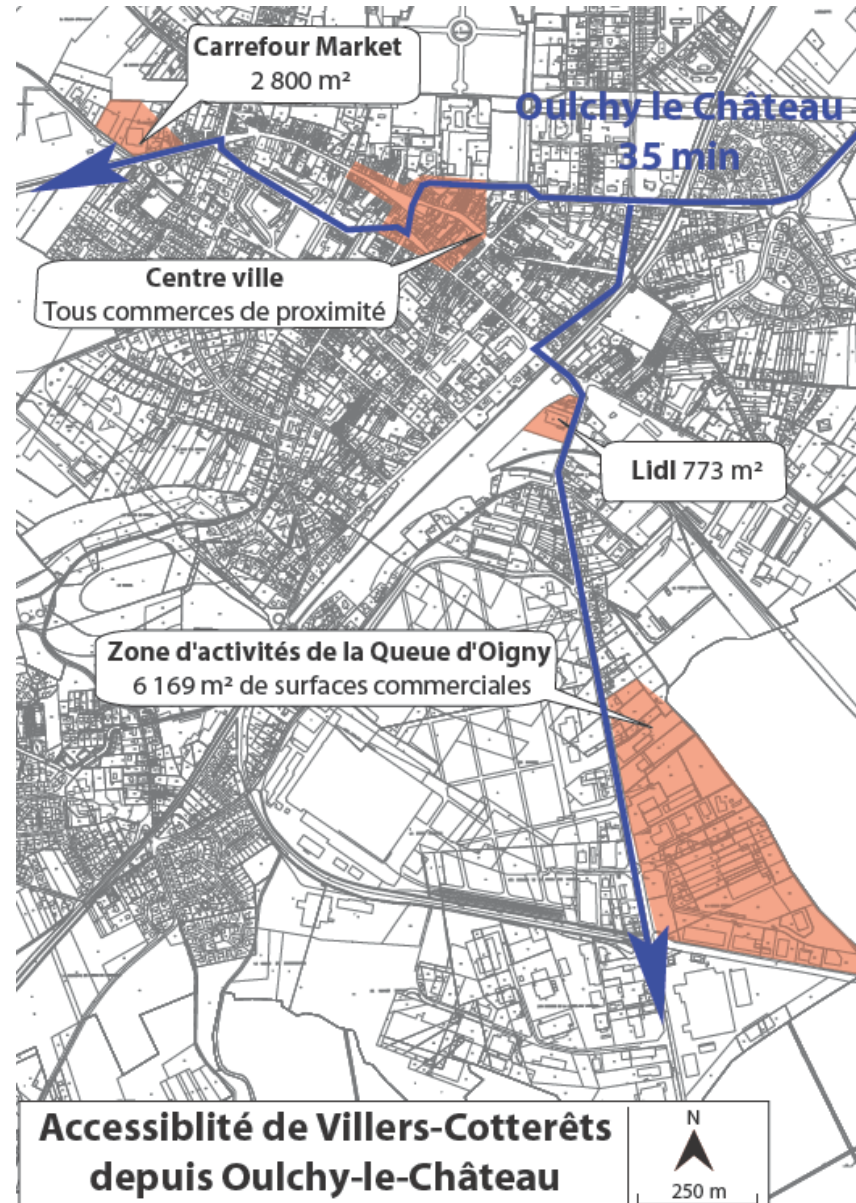 Carrefour Market
2 800 m²
Oulchy le Château
35 min
Centre ville
Tous commerces de proximité
Lidl 773 m²
Zone d'activités de la Queue d'Oigny
6 169 m² de surfaces commerciales
Accessiblité de Villers-Cotterêts
depuis Oulchy-le-Château
N
250 m